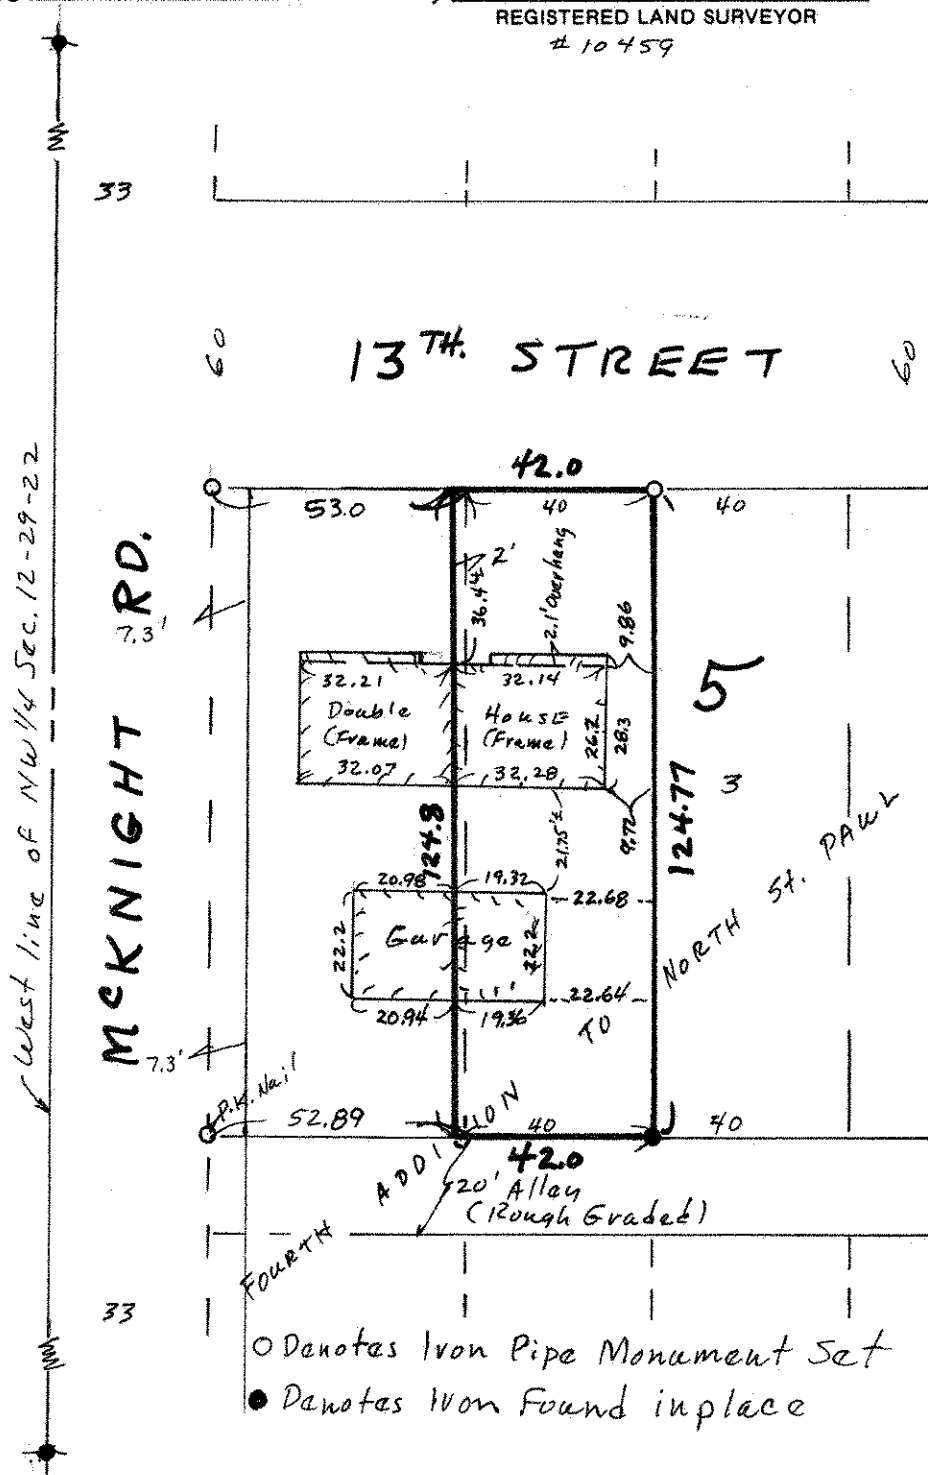 REGISTERED LAND SURVEYOR
# 10459
33
60
13TH. STREET
60
West line of NW 1/4 Sec. 12-29-22
McKNIGHT RD.
42.0
53.0
40
40
2'
36.4±
2.1' Overhang
9.86
7.3'
32.21
32.14
Double
(Frame)
House
(Frame)
26.2
28.3
32.07
32.28
5
3
124.8
21.75'±
9.72
124.77
20.98
19.32
22.68
22.2
Garage
22.2
20.94
19.36
22.64
FOURTH ADDITION TO NORTH St. PAUL
7.3'
P.K. Nail
52.89
40
40
42.0
20' Alley
(Rough Graded)
33
Denotes Iron Pipe Monument Set
Denotes Iron Found inplace